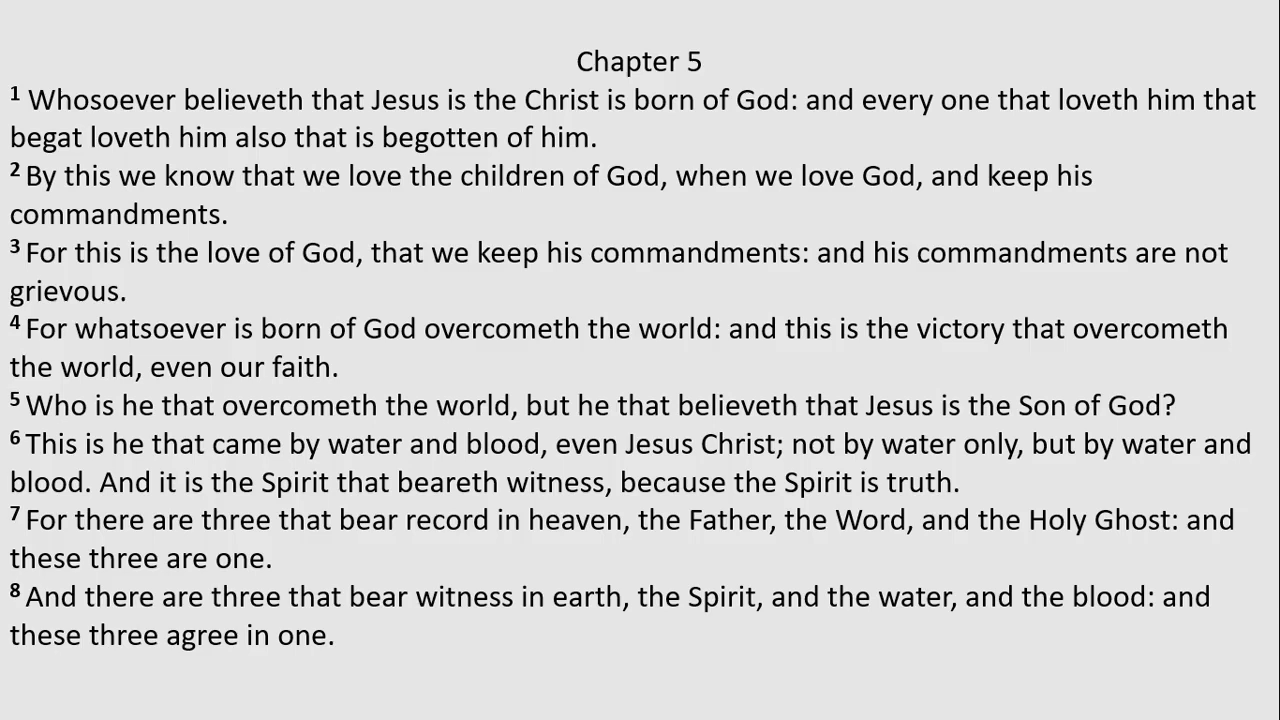 Chapter 5
1 Whosoever believeth that Jesus is the Christ is born of God: and every one that loveth him that
begat loveth him also that is begotten of him.
2 By this we know that we love the children of God, when we love God, and keep his
commandments.
3 For this is the love of God, that we keep his commandments: and his commandments are not
grievous.
4 For whatsoever is born of God overcometh the world: and this is the victory that overcometh
the world, even our faith.
5 Who is he that overcometh the world, but he that believeth that Jesus is the Son of God?
6 This is he that came by water and blood, even Jesus Christ; not by water only, but by water and
blood. And it is the Spirit that beareth witness, because the Spirit is truth.
7 For there are three that bear record in heaven, the Father, the Word, and the Holy Ghost: and
these three are one.
8 And there are three that bear witness in earth, the Spirit, and the water, and the blood: and
these three agree in one.